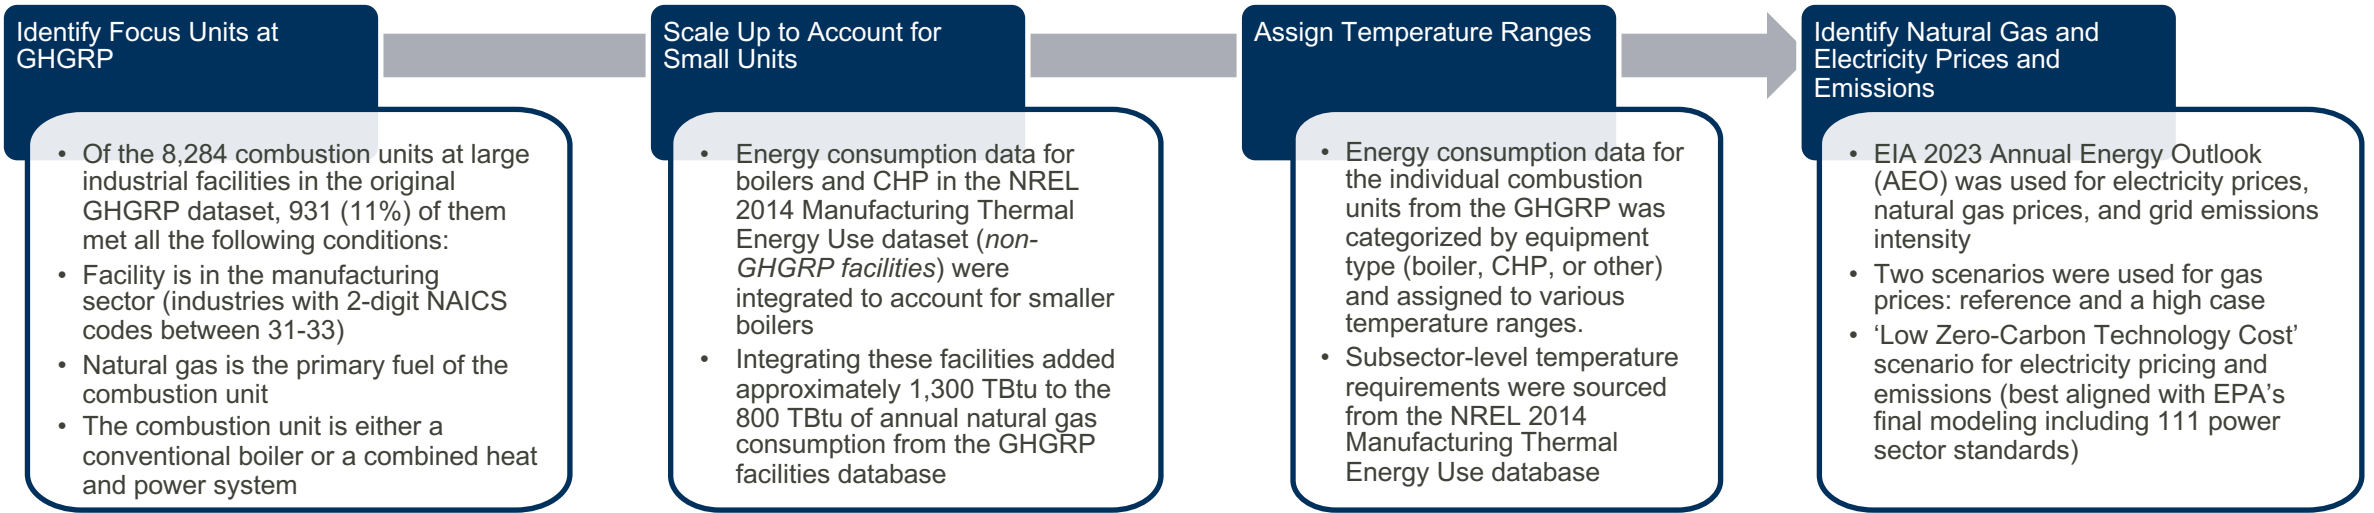 Identify Focus Units at
GHGRP
• Of the 8,284 combustion units at large
industrial facilities in the original
GHGRP dataset, 931 (11%) of them
met all the following conditions:
• Facility is in the manufacturing
sector (industries with 2-digit NAICS
codes between 31-33)
• Natural gas is the primary fuel of the
combustion unit
• The combustion unit is either a
conventional boiler or a combined heat
and power system
Scale Up to Account for
Small Units
• Energy consumption data for
boilers and CHP in the NREL
2014 Manufacturing Thermal
Energy Use dataset (non-
GHGRP facilities) were
integrated to account for smaller
boilers
• Integrating these facilities added
approximately 1,300 TBtu to the
800 TBtu of annual natural gas
consumption from the GHGRP
facilities database
Assign Temperature Ranges
• Energy consumption data for
the individual combustion
units from the GHGRP was
categorized by equipment
type (boiler, CHP, or other)
and assigned to various
temperature ranges.
• Subsector-level temperature
requirements were sourced
from the NREL 2014
Manufacturing Thermal
Energy Use database
Identify Natural Gas and
Electricity Prices and
Emissions
• EIA 2023 Annual Energy Outlook
(AEO) was used for electricity prices,
natural gas prices, and grid emissions
intensity
• Two scenarios were used for gas
prices: reference and a high case
• ‘Low Zero-Carbon Technology Cost’
scenario for electricity pricing and
emissions (best aligned with EPA’s
final modeling including 111 power
sector standards)